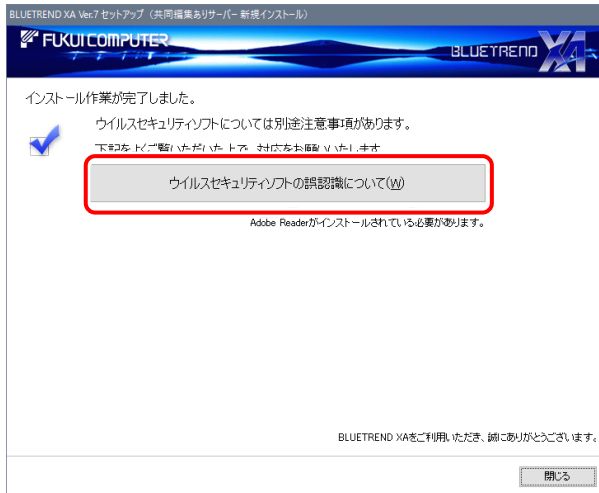 BLUETREND XA Ver.7 セットアップ（共同編集ありサーバー 新規インストール）
FUKUI COMPUTER
BLUETREND XA
インストール作業が完了しました。
ウイルスセキュリティソフトについては別途注意事項があります。
下記をよくご覧いただいた上で、対応をお願いいたします
ウイルスセキュリティソフトの誤認識について(W)
Adobe Readerがインストールされている必要があります。
BLUETREND XAをご利用いただき、誠にありがとうございます。
閉じる